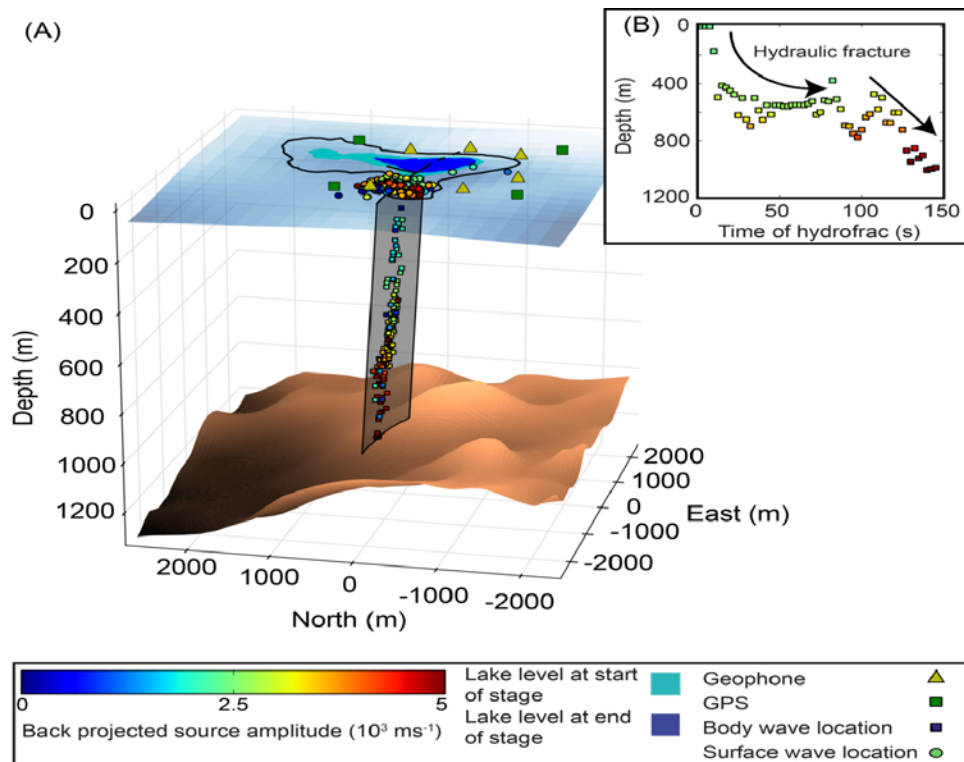 (A)
(B)
0
400
800
1200
Depth (m)
Hydraulic fracture
0 50 100 150
Time of hydrofrac (s)
0
200
400
600
800
1000
1200
Depth (m)
2000 1000 0 -1000 -2000
North (m)
2000
1000
0
-1000
-2000
East (m)
0 2.5 5
Back projected source amplitude (10³ ms⁻¹)
Lake level at start
of stage
Lake level at end
of stage
Geophone
GPS
Body wave location
Surface wave location